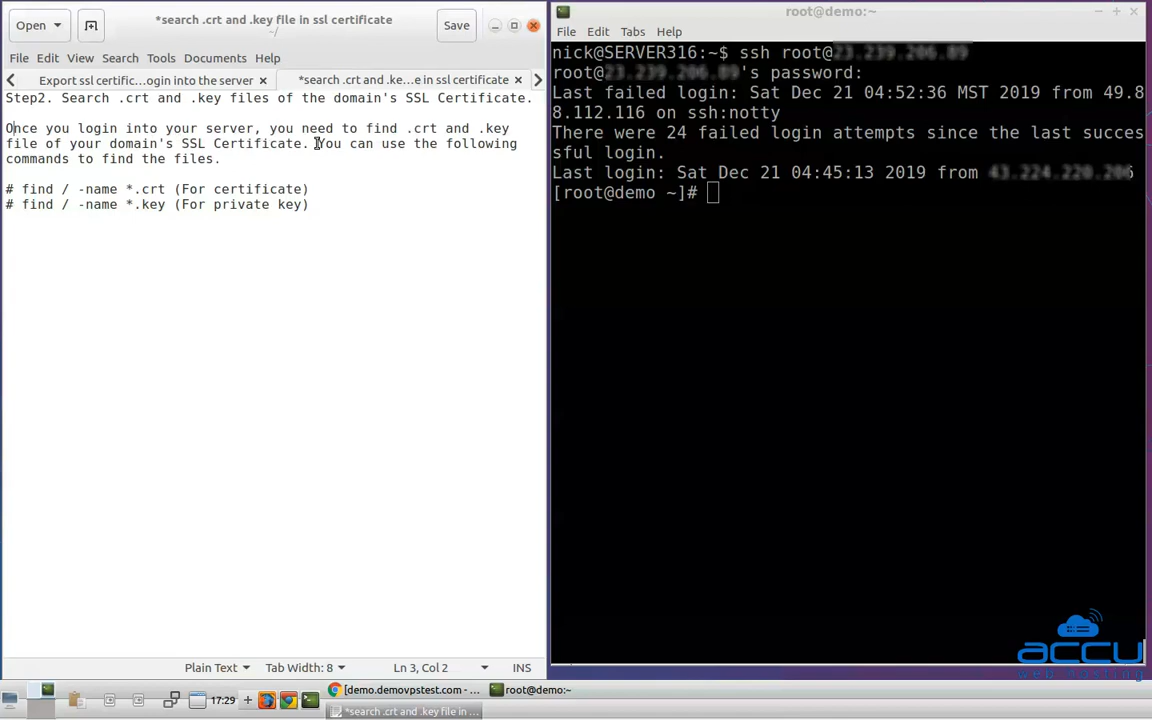 Open
*search .crt and .key file in ssl certificate
~/
Save
File Edit View Search Tools Documents Help
Export ssl certific...ogin into the server
*search .crt and .ke...e in ssl certificate
Step2. Search .crt and .key files of the domain's SSL Certificate.
Once you login into your server, you need to find .crt and .key
file of your domain's SSL Certificate. You can use the following
commands to find the files.
# find / -name *.crt (For certificate)
# find / -name *.key (For private key)
Plain Text Tab Width: 8 Ln 3, Col 2 INS
root@demo:~
File Edit Tabs Help
nick@SERVER316:~$ ssh root@
root@ 's password:
Last failed login: Sat Dec 21 04:52:36 MST 2019 from 49.8
8.112.116 on ssh:notty
There were 24 failed login attempts since the last succes
sful login.
Last login: Sat Dec 21 04:45:13 2019 from
[root@demo ~]#
accu
web hosting
17:29
[demo.demovpstest.com - ...
root@demo:~
*search .crt and .key file in ...